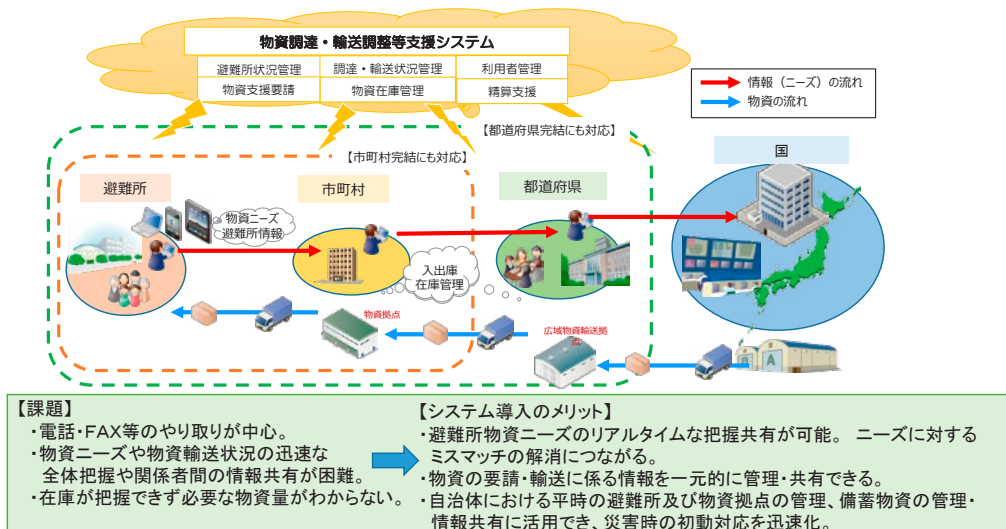 物資調達・輸送調整等支援システム
避難所状況管理 調達・輸送状況管理 利用者管理
物資支援要請 物資在庫管理 精算支援
情報（ニーズ）の流れ
物資の流れ
【都道府県完結にも対応】
【市町村完結にも対応】
国
避難所 市町村 都道府県
物資ニーズ
避難所情報
入出庫
在庫管理
物資拠点
広域物資輸送拠
点
B A
【課題】
・電話・FAX等のやり取りが中心。
・物資ニーズや物資輸送状況の迅速な
全体把握や関係者間の情報共有が困難。
・在庫が把握できず必要な物資量がわからない。
【システム導入のメリット】
・避難所物資ニーズのリアルタイムな把握共有が可能。 ニーズに対する
ミスマッチの解消につながる。
・物資の要請・輸送に係る情報を一元的に管理・共有できる。
・自治体における平時の避難所及び物資拠点の管理、備蓄物資の管理・
情報共有に活用でき、災害時の初動対応を迅速化。